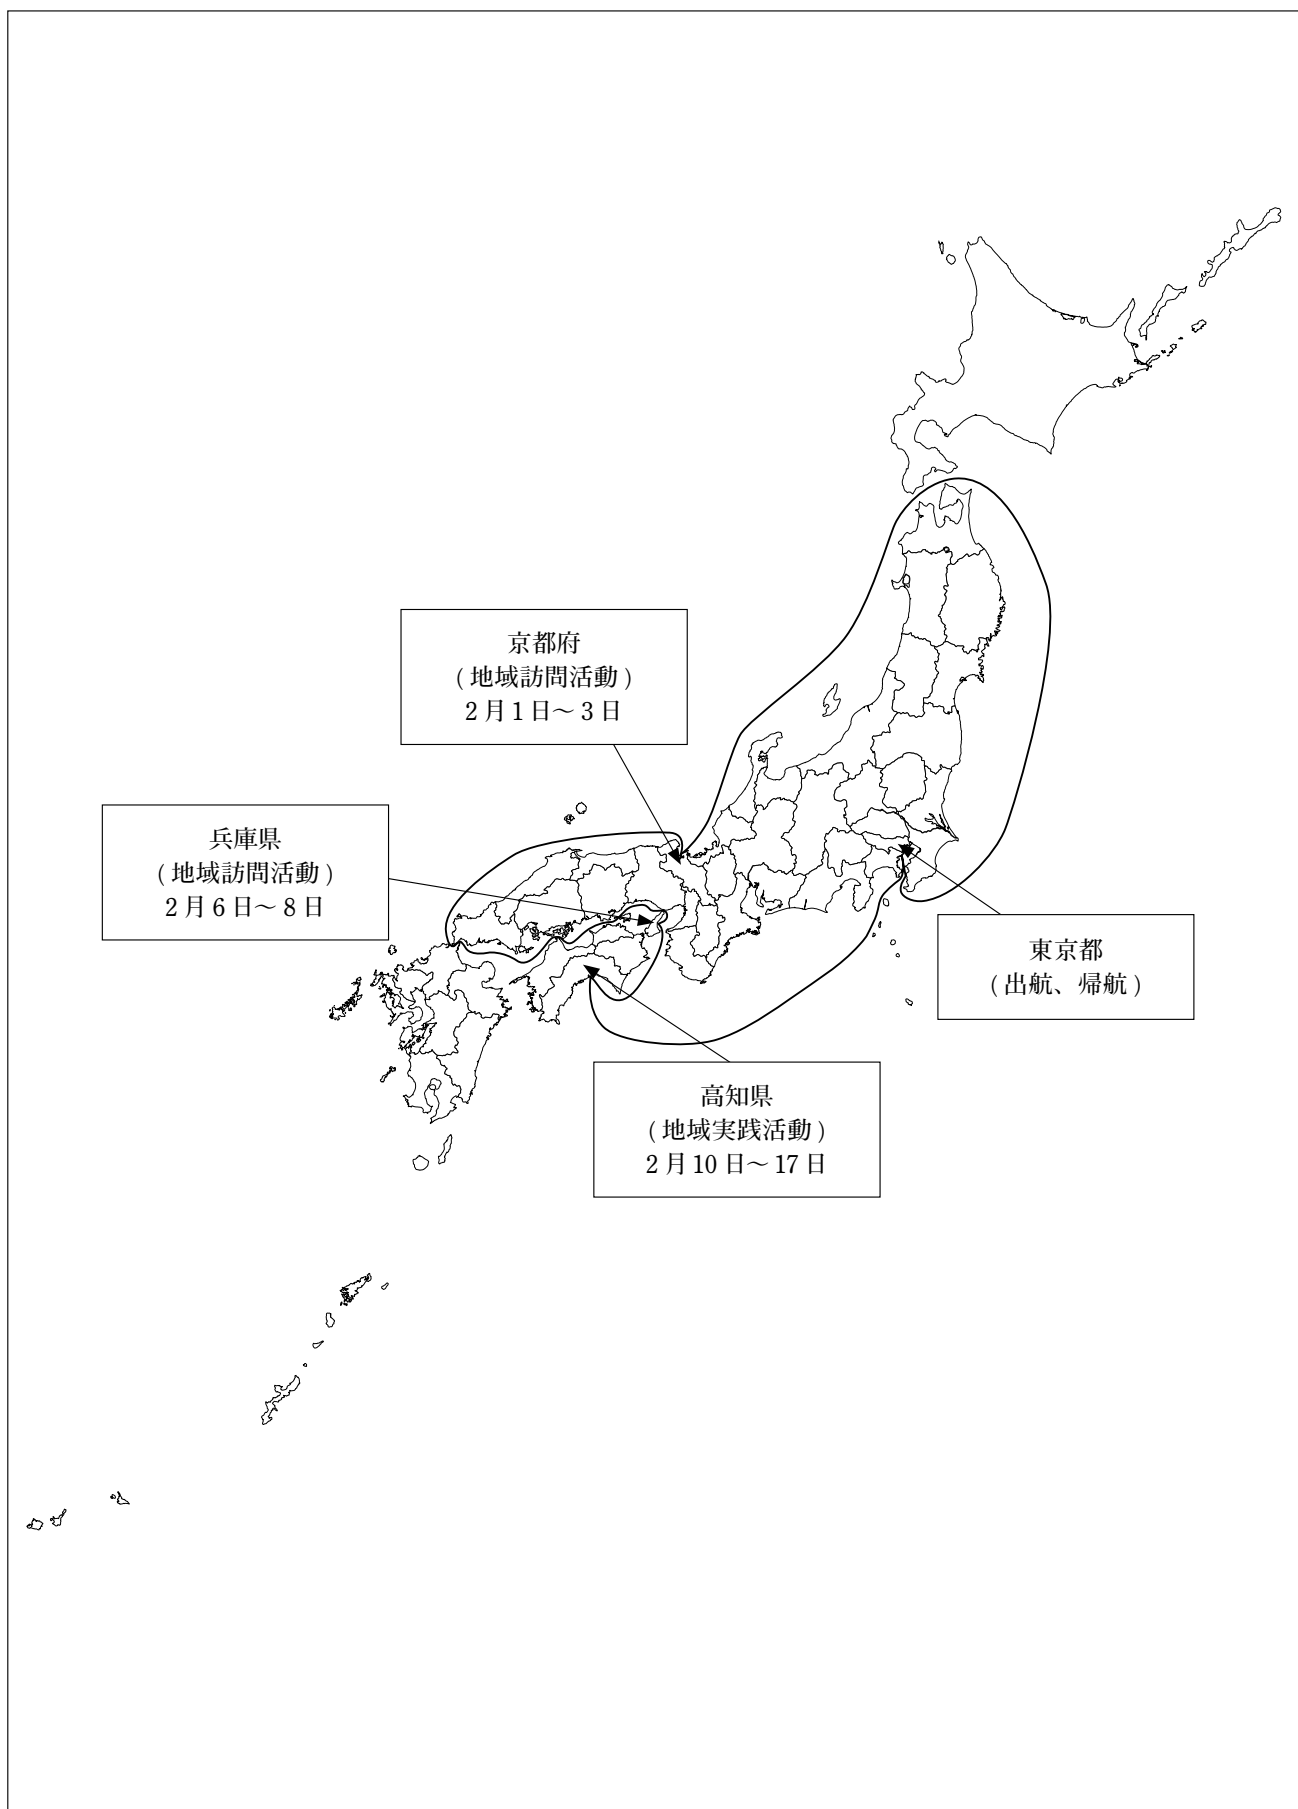 京都府
(地域訪問活動)
2月1日～3日
兵庫県
(地域訪問活動)
2月6日～8日
東京都
(出航、帰航)
高知県
(地域実践活動)
2月10日～17日